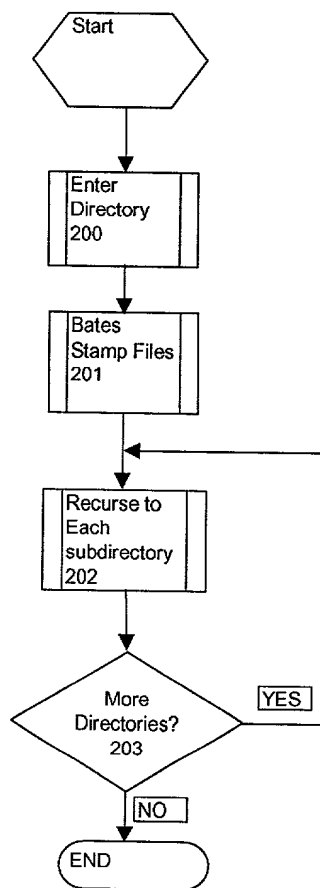 Start
Enter
Directory
200
Bates
Stamp Files
201
Recurse to
Each
subdirectory
202
More
Directories?
203
YES
NO
END